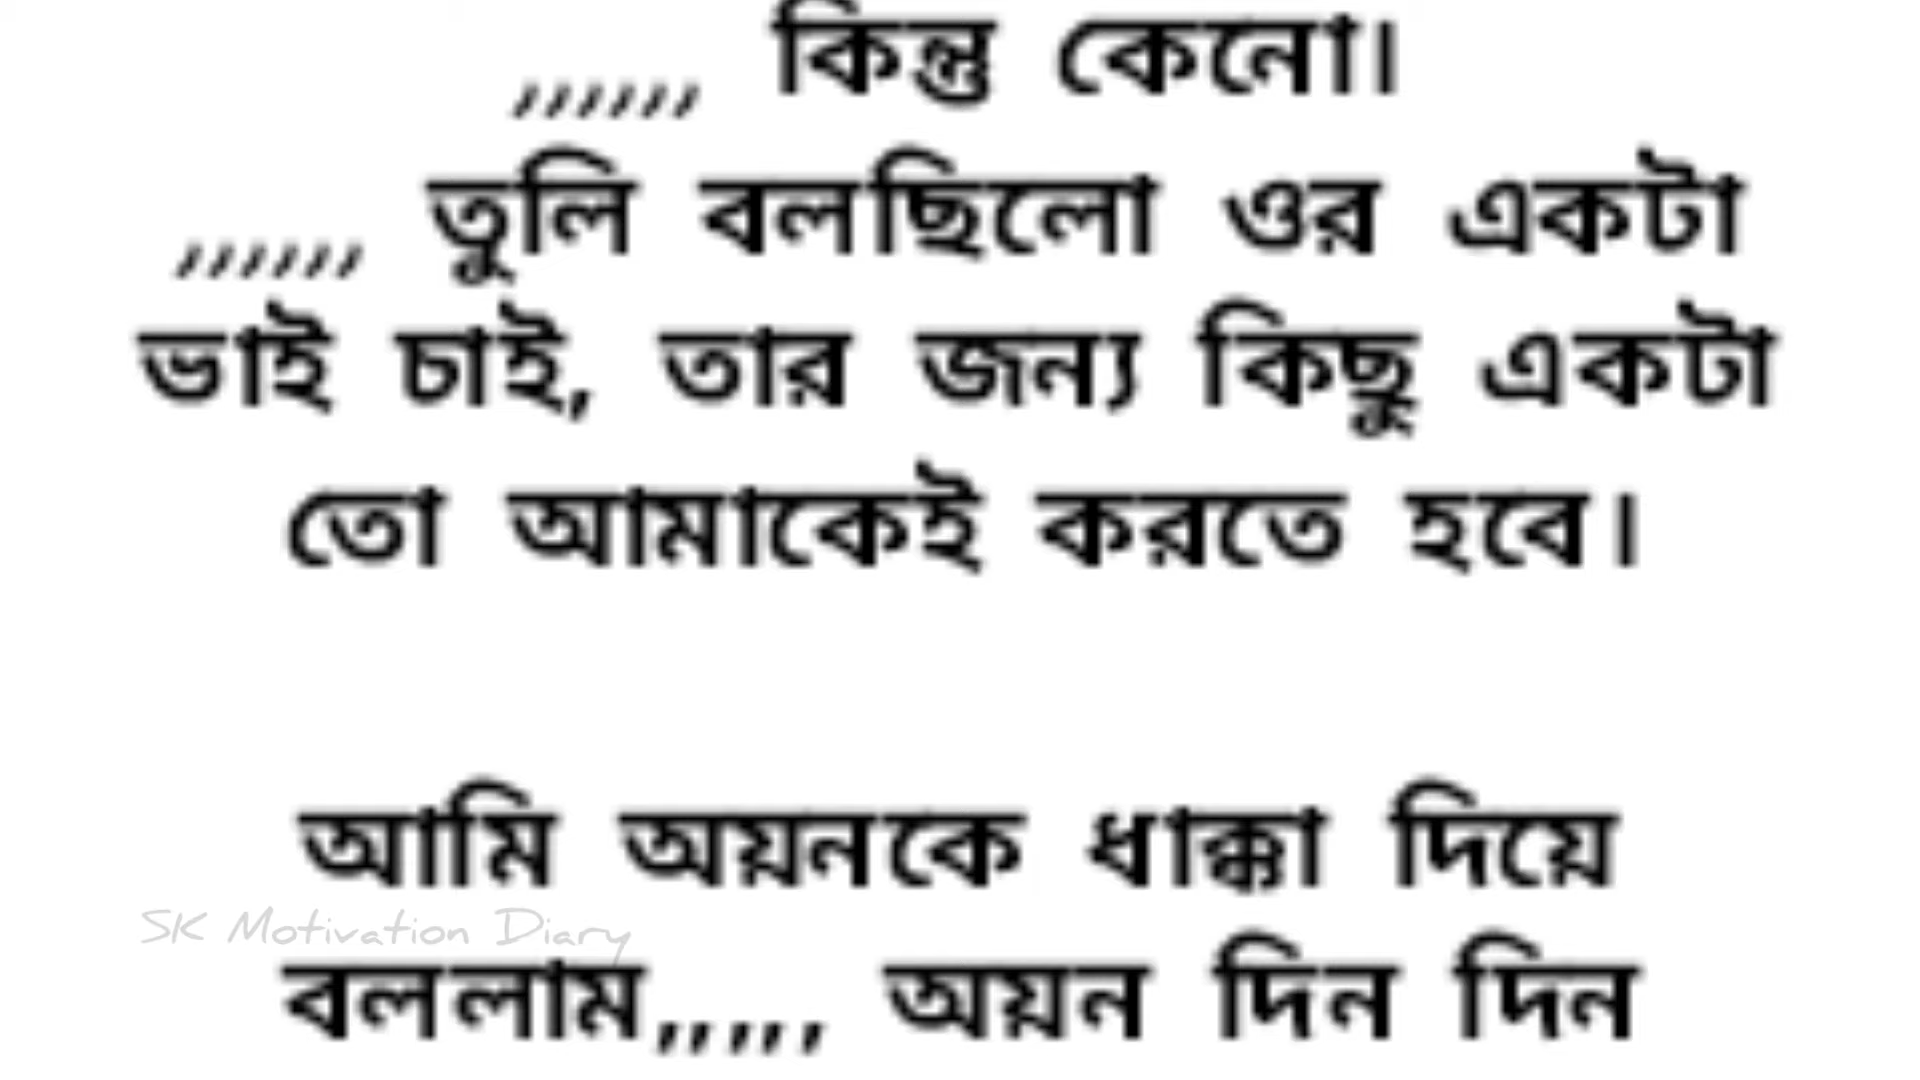 ,,,,,, কিন্তু কেনো।
,,,,,, তুলি বলছিলো ওর একটা
ভাই চাই, তার জন্য কিছু একটা
তো আমাকেই করতে হবে।
আমি অয়নকে ধাক্কা দিয়ে
SK Motivation Diary
বললাম,,,,, অয়ন দিন দিন